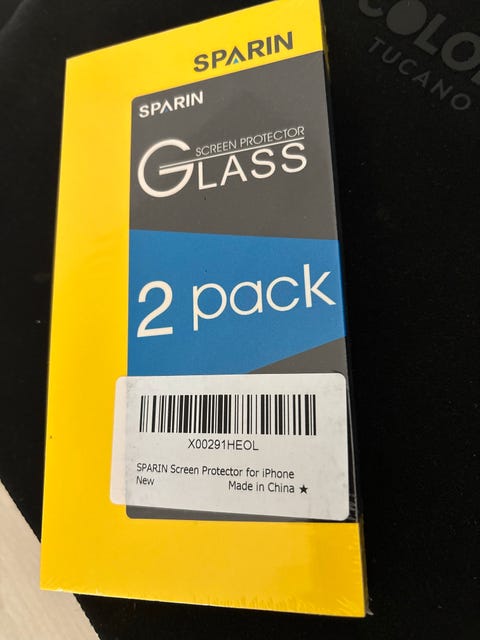 COLO
TUCANO
SPARIN
SPARIN
SCREEN PROTECTOR
GLASS
2 pack
X00291HEOL
SPARIN Screen Protector for iPhone
New
Made in China ★